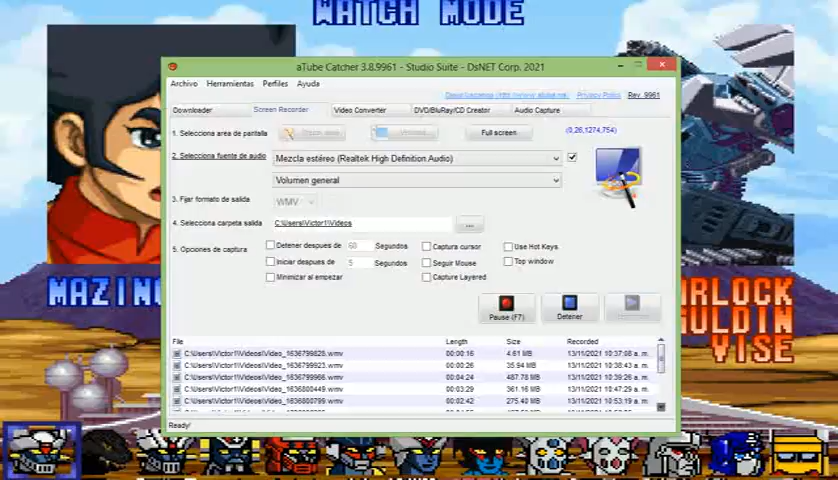 WATCH MODE
aTube Catcher 3.8.9961 - Studio Suite - DsNET Corp. 2021
Archivo Herramientas Perfiles Ayuda
Privacy Policy Rev. 9961
Downloader Screen Recorder Video Converter DVD/BluRay/CD Creator Audio Capture
1. Selecciona area de pantalla Full screen (0,26,1274,754)
2. Selecciona fuente de audio Mezcla estéreo (Realtek High Definition Audio)
Volumen general
3. Fijar formato de salida WMV
4. Selecciona carpeta salida C:\Users\Victor1\Videos ...
5. Opciones de captura
Detener despues de 60 Segundos Captura cursor Use Hot Keys
Iniciar despues de 5 Segundos Seguir Mouse Top window
Minimizar al empezar Capture Layered
Pause (F7) Detener
MAZIN
RLOCK
ULDIN
VISE
File Length Size Recorded
C:\Users\Victor1\Videos\Video_1636799825.wmv 00:00:16 4.61 MB 13/11/2021 10:37:08 a. m.
C:\Users\Victor1\Videos\Video_1636799923.wmv 00:00:26 35.94 MB 13/11/2021 10:38:43 a. m.
C:\Users\Victor1\Videos\Video_1636799966.wmv 00:04:24 487.78 MB 13/11/2021 10:39:26 a. m.
C:\Users\Victor1\Videos\Video_1636800449.wmv 00:03:29 361.16 MB 13/11/2021 10:47:29 a. m.
C:\Users\Victor1\Videos\Video_1636800799.wmv 00:02:42 275.40 MB 13/11/2021 10:53:19 a. m.
Ready'